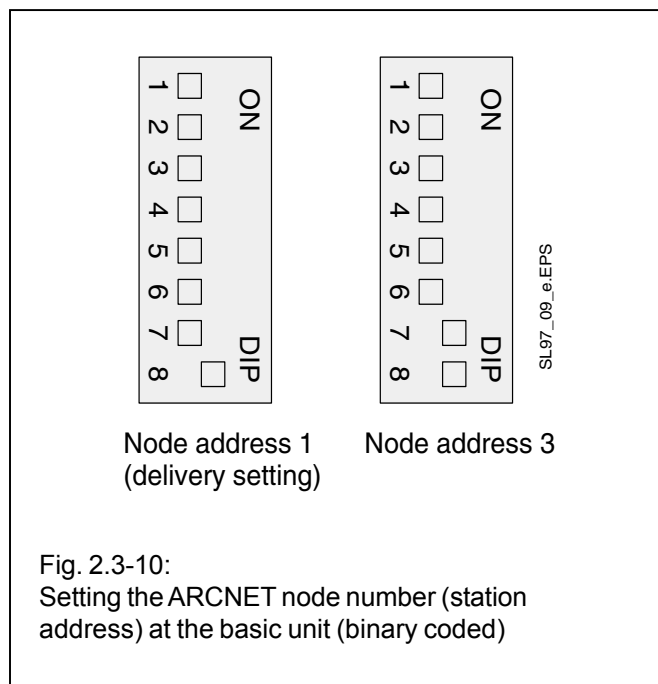 1 ON
2
3
4
5
6
7
8 DIP
1 ON
2
3
4
5
6
7
8 DIP
SL97_09_e.EPS
Node address 1
(delivery setting)
Node address 3
Fig. 2.3-10:
Setting the ARCNET node number (station
address) at the basic unit (binary coded)